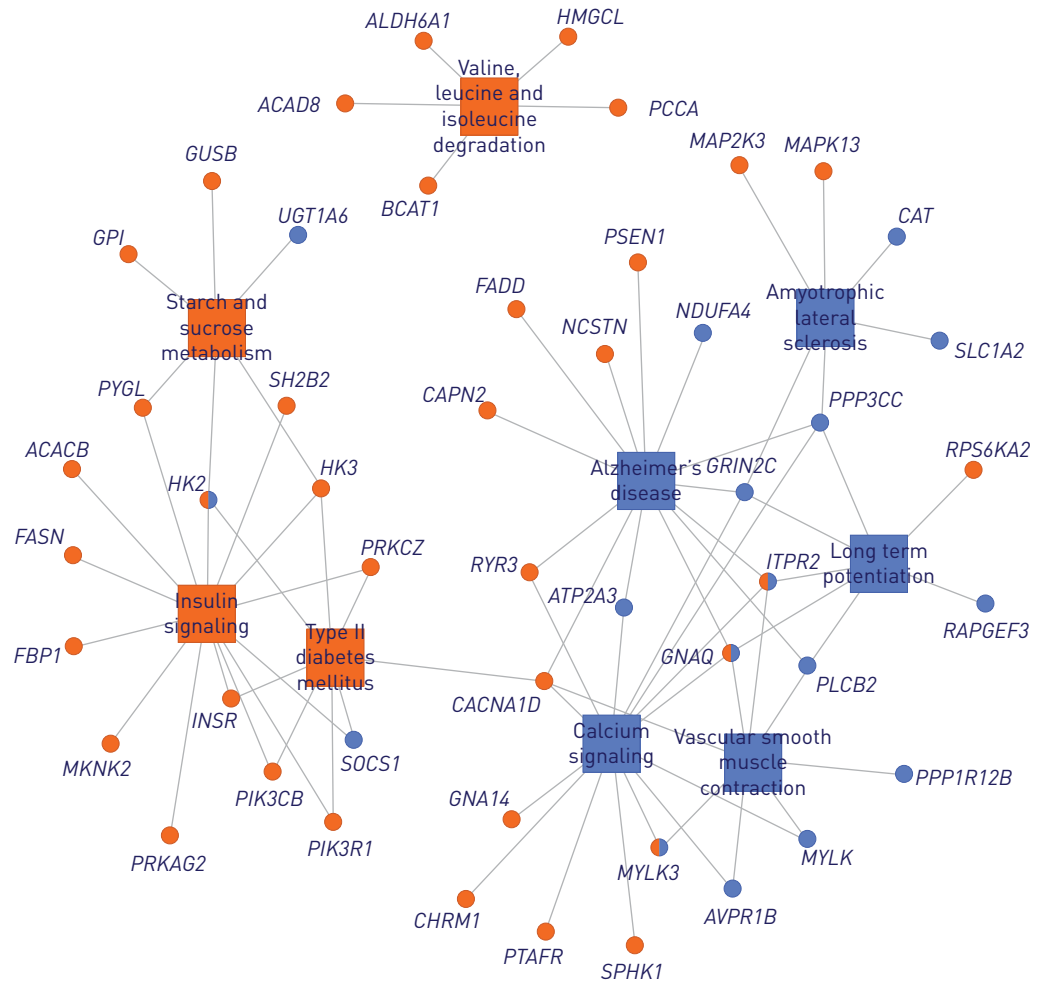 ALDH6A1
HMGCL
Valine,
leucine and
isoleucine
degradation
ACAD8
PCCA
BCAT1
GUSB
UGT1A6
GPI
Starch and
sucrose
metabolism
MAP2K3
MAPK13
CAT
PSEN1
FADD
NDUFA4
NCSTN
Amyotrophic
lateral
sclerosis
SLC1A2
PYGL
SH2B2
CAPN2
PPP3CC
ACACB
HK2
HK3
Alzheimer's
disease
GRIN2C
RPS6KA2
FASN
PRKCZ
RYR3
ATP2A3
ITPR2
Long term
potentiation
RAPGEF3
Insulin
signaling
Type II
diabetes
mellitus
FBP1
GNAQ
PLCB2
INSR
CACNA1D
MKNK2
SOCS1
Calcium
signaling
Vascular smooth
muscle
contraction
PPP1R12B
PIK3CB
GNA14
PRKAG2
PIK3R1
MYLK3
MYLK
CHRM1
AVPR1B
PTAFR
SPHK1